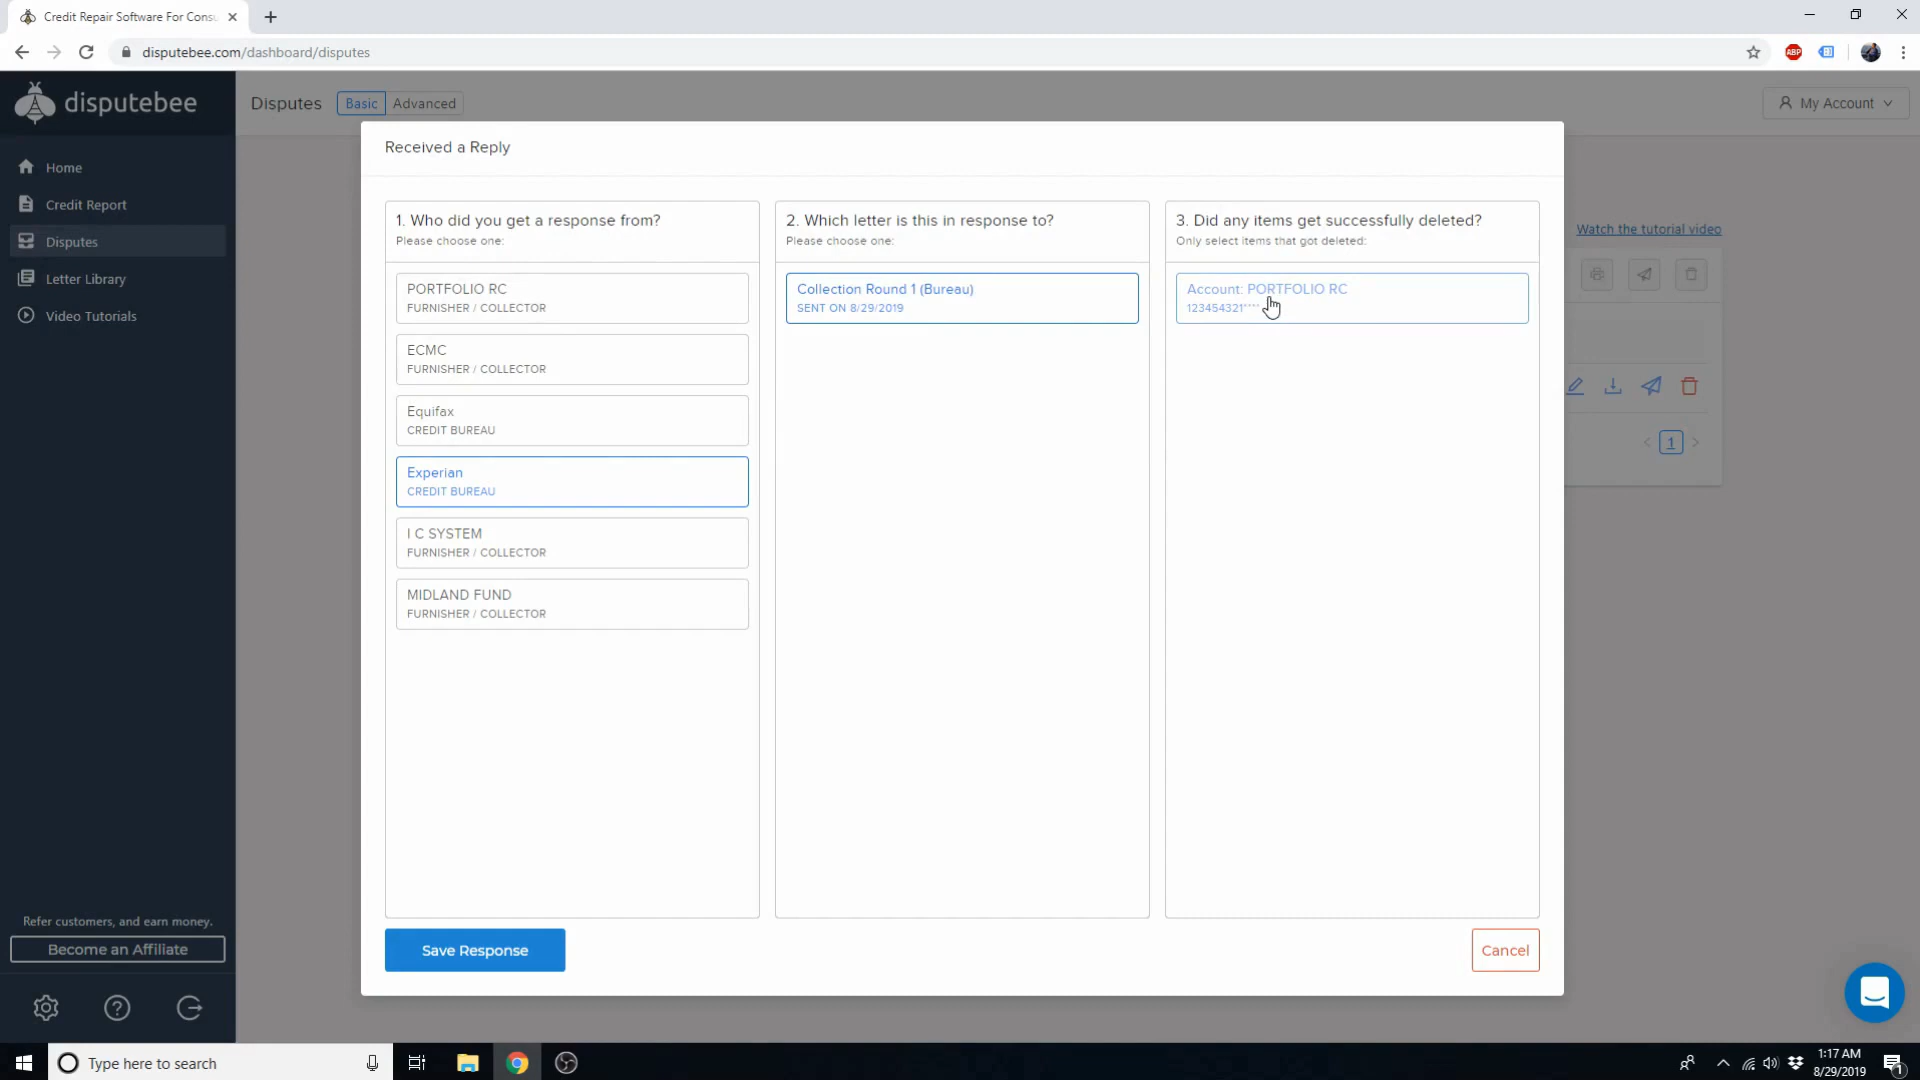 Credit Repair Software For Consu
disputebee.com/dashboard/disputes
ABP
disputebee
Disputes
Basic
Advanced
My Account
Home
Credit Report
Disputes
Letter Library
Video Tutorials
Received a Reply
Watch the tutorial video
1. Who did you get a response from?
Please choose one:
PORTFOLIO RC
FURNISHER / COLLECTOR
ECMC
FURNISHER / COLLECTOR
Equifax
CREDIT BUREAU
Experian
CREDIT BUREAU
I C SYSTEM
FURNISHER / COLLECTOR
MIDLAND FUND
FURNISHER / COLLECTOR
2. Which letter is this in response to?
Please choose one:
Collection Round 1 (Bureau)
SENT ON 8/29/2019
3. Did any items get successfully deleted?
Only select items that got deleted:
Account: PORTFOLIO RC
123454321****
< 1 >
Save Response
Cancel
Refer customers, and earn money.
Become an Affiliate
Type here to search
1:17 AM
8/29/2019
1